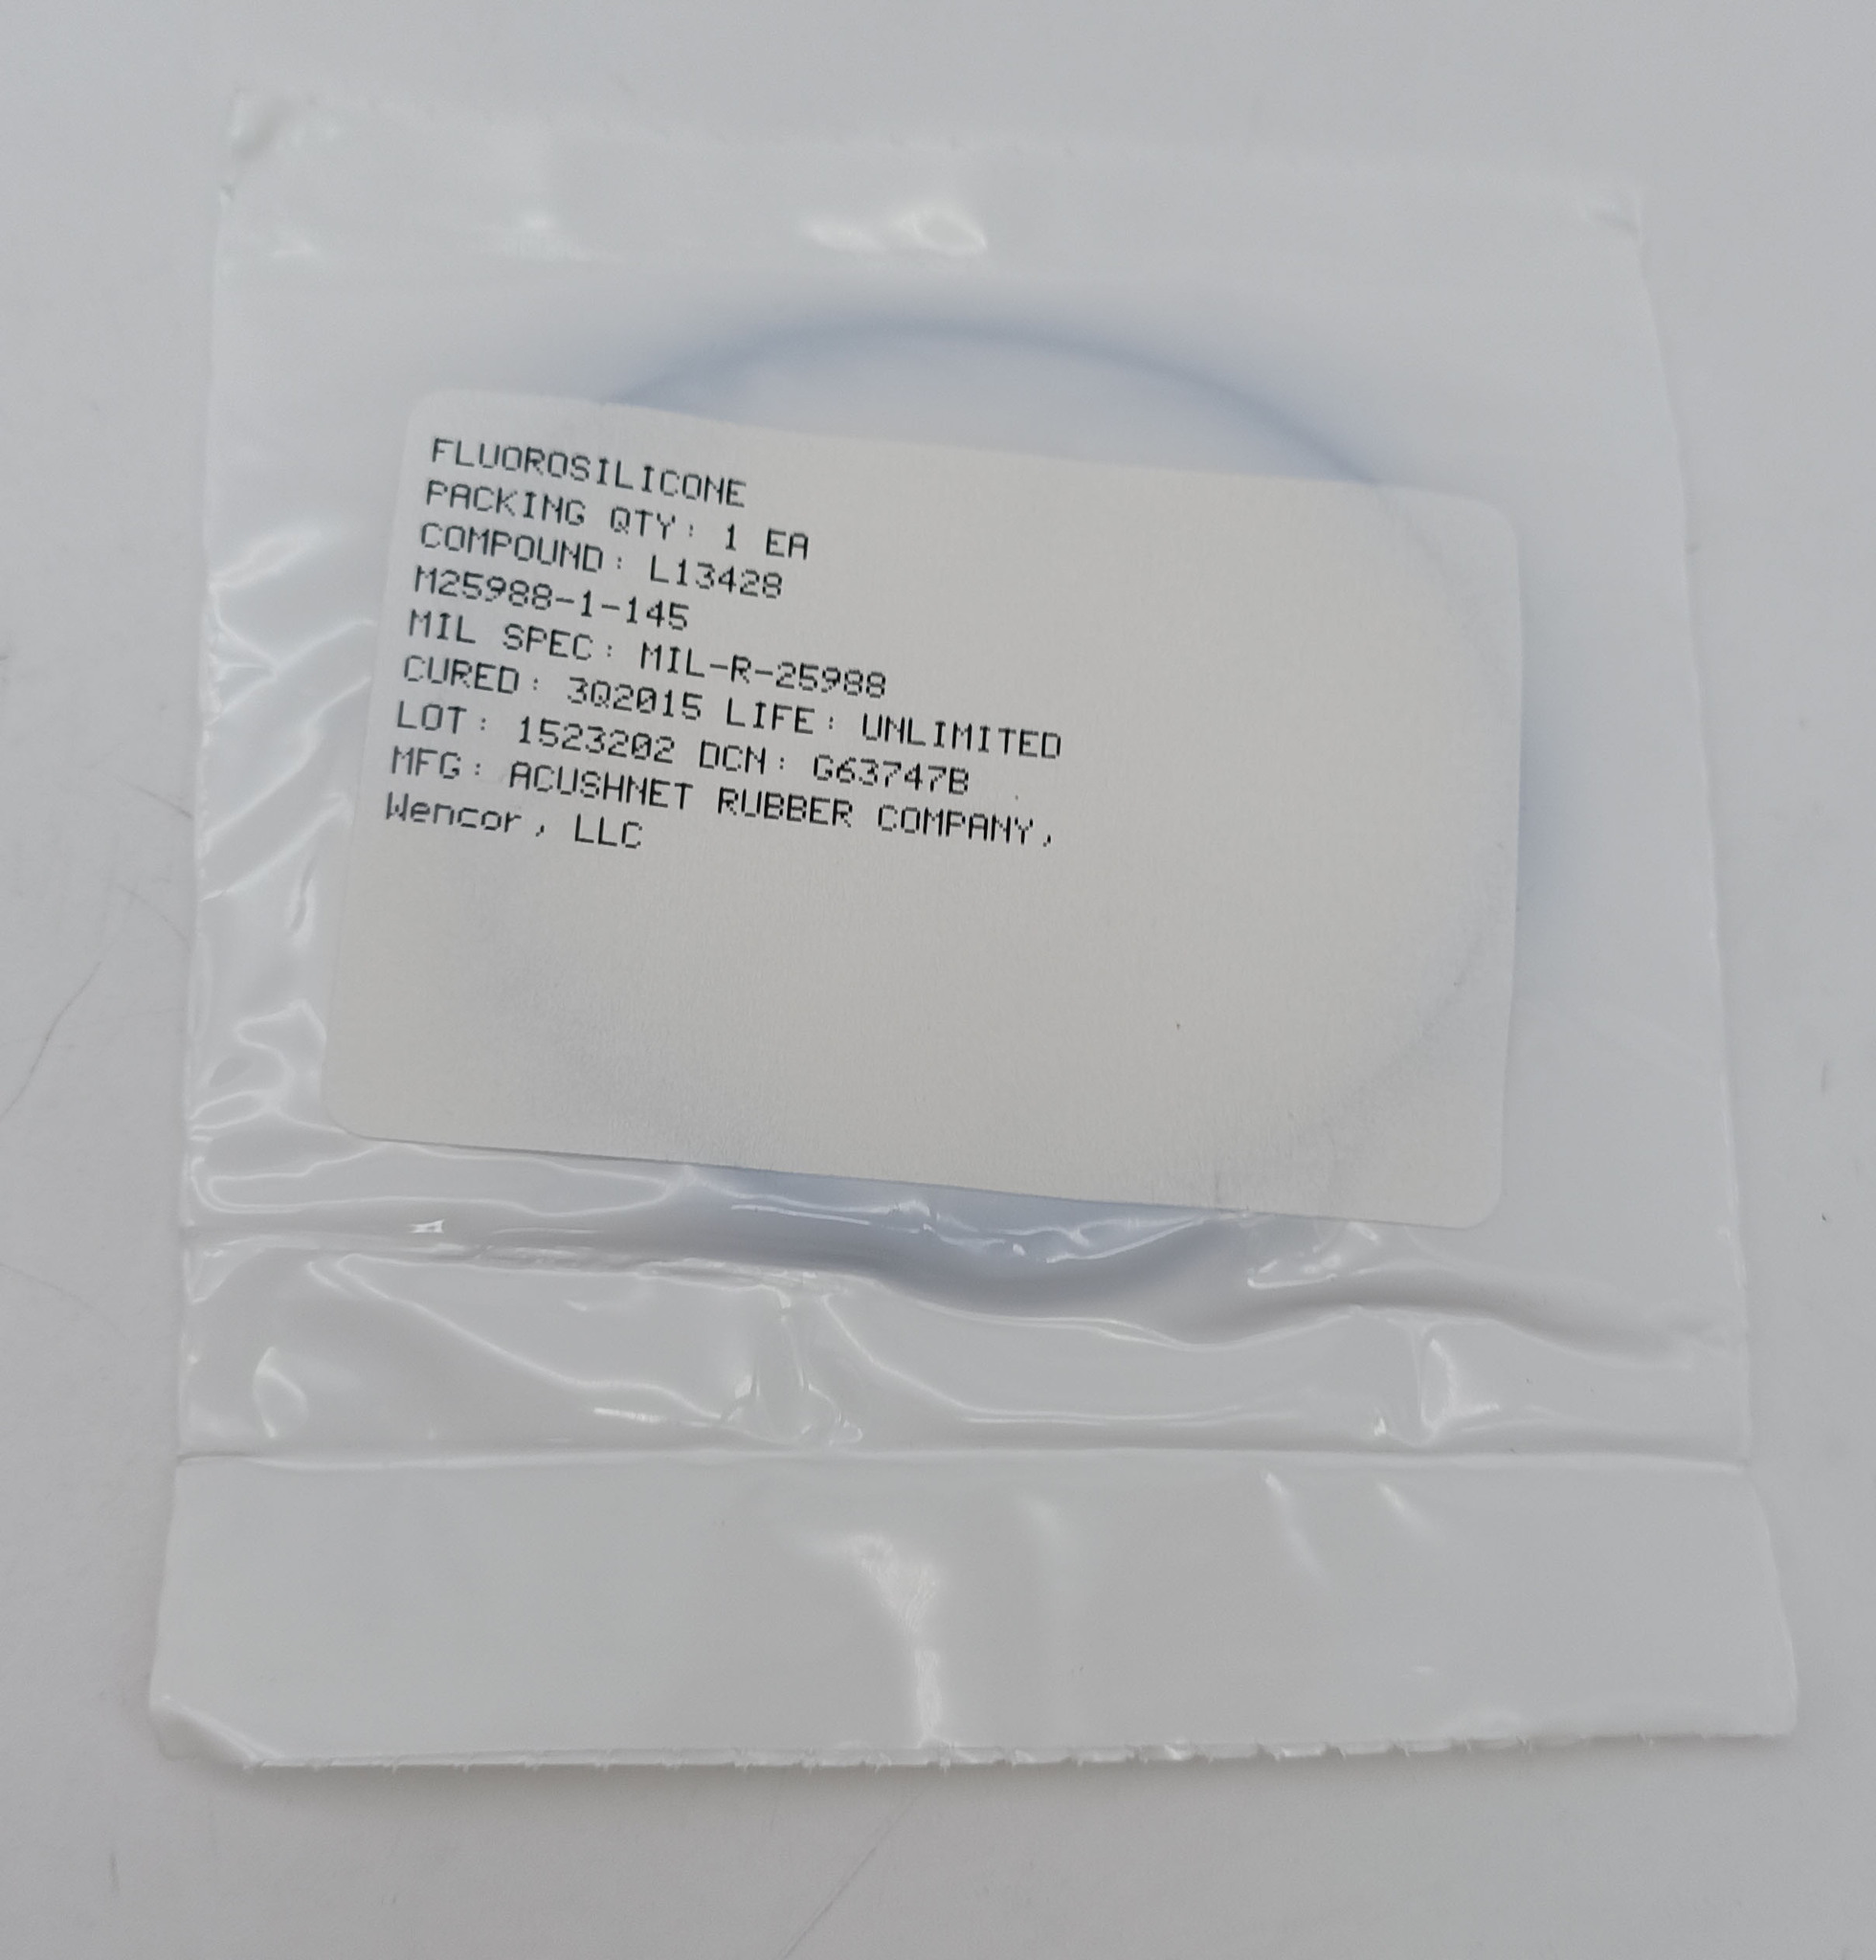 FLUOROSILICONE
PACKING QTY: 1 EA
COMPOUND: L13428
M25988-1-145
MIL SPEC: MIL-R-25988
CURED: 3Q2015 LIFE: UNLIMITED
LOT: 1523202 DCN: G63747B
MFG: ACUSHNET RUBBER COMPANY,
Wencor, LLC